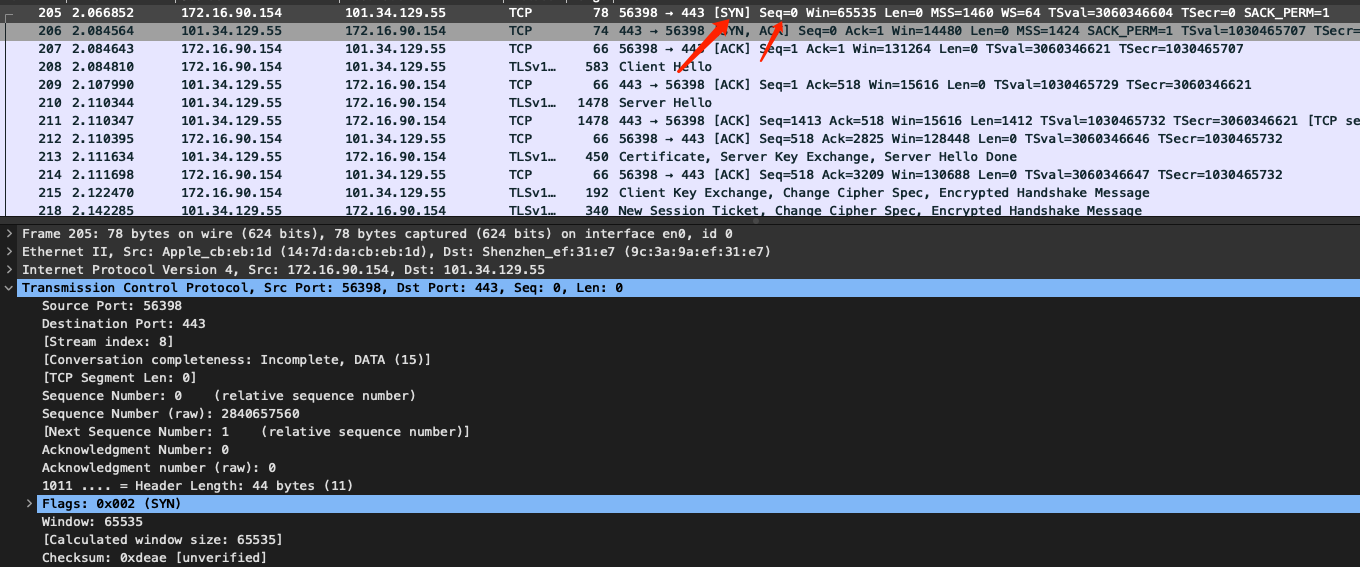 205 2.066852 172.16.90.154 101.34.129.55 TCP 78 56398 → 443 [SYN] Seq=0 Win=65535 Len=0 MSS=1460 WS=64 TSval=3060346604 TSecr=0 SACK_PERM=1
206 2.084564 101.34.129.55 172.16.90.154 TCP 74 443 → 56398 [SYN, ACK] Seq=0 Ack=1 Win=14480 Len=0 MSS=1424 SACK_PERM=1 TSval=1030465707 TSecr=
207 2.084643 172.16.90.154 101.34.129.55 TCP 66 56398 → 443 [ACK] Seq=1 Ack=1 Win=131264 Len=0 TSval=3060346621 TSecr=1030465707
208 2.084810 172.16.90.154 101.34.129.55 TLSv1… 583 Client Hello
209 2.107990 101.34.129.55 172.16.90.154 TCP 66 443 → 56398 [ACK] Seq=1 Ack=518 Win=15616 Len=0 TSval=1030465729 TSecr=3060346621
210 2.110344 101.34.129.55 172.16.90.154 TLSv1… 1478 Server Hello
211 2.110347 101.34.129.55 172.16.90.154 TCP 1478 443 → 56398 [ACK] Seq=1413 Ack=518 Win=15616 Len=1412 TSval=1030465732 TSecr=3060346621 [TCP se
212 2.110395 172.16.90.154 101.34.129.55 TCP 66 56398 → 443 [ACK] Seq=518 Ack=2825 Win=128448 Len=0 TSval=3060346646 TSecr=1030465732
213 2.111634 101.34.129.55 172.16.90.154 TLSv1… 450 Certificate, Server Key Exchange, Server Hello Done
214 2.111698 172.16.90.154 101.34.129.55 TCP 66 56398 → 443 [ACK] Seq=518 Ack=3209 Win=130688 Len=0 TSval=3060346647 TSecr=1030465732
215 2.122470 172.16.90.154 101.34.129.55 TLSv1… 192 Client Key Exchange, Change Cipher Spec, Encrypted Handshake Message
218 2.142285 101.34.129.55 172.16.90.154 TLSv1… 340 New Session Ticket, Change Cipher Spec, Encrypted Handshake Message
Frame 205: 78 bytes on wire (624 bits), 78 bytes captured (624 bits) on interface en0, id 0
Ethernet II, Src: Apple_cb:eb:1d (14:7d:da:cb:eb:1d), Dst: Shenzhen_ef:31:e7 (9c:3a:9a:ef:31:e7)
Internet Protocol Version 4, Src: 172.16.90.154, Dst: 101.34.129.55
Transmission Control Protocol, Src Port: 56398, Dst Port: 443, Seq: 0, Len: 0
Source Port: 56398
Destination Port: 443
[Stream index: 8]
[Conversation completeness: Incomplete, DATA (15)]
[TCP Segment Len: 0]
Sequence Number: 0 (relative sequence number)
Sequence Number (raw): 2840657560
[Next Sequence Number: 1 (relative sequence number)]
Acknowledgment Number: 0
Acknowledgment number (raw): 0
1011 .... = Header Length: 44 bytes (11)
Flags: 0x002 (SYN)
Window: 65535
[Calculated window size: 65535]
Checksum: 0xdeae [unverified]